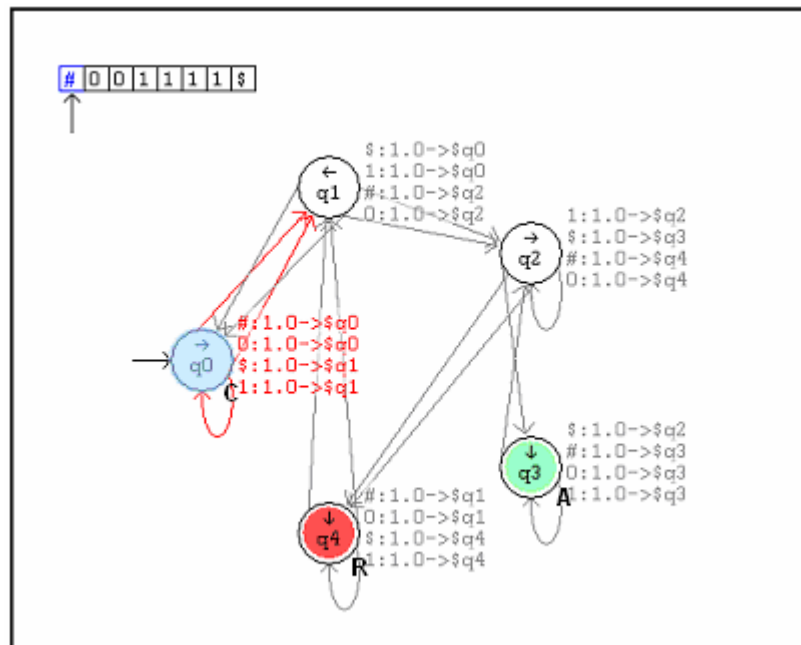 # 0 0 1 1 1 1 $
$:1.0->$q0
1:1.0->$q0
#:1.0->$q2
0:1.0->$q2
←
q1
1:1.0->$q2
$:1.0->$q3
#:1.0->$q4
0:1.0->$q4
→
q2
#:1.0->$q0
0:1.0->$q0
$:1.0->$q1
1:1.0->$q1
→
q0
C
$:1.0->$q2
#:1.0->$q3
0:1.0->$q3
1:1.0->$q3
↓
q3
A
#:1.0->$q1
0:1.0->$q1
$:1.0->$q4
1:1.0->$q4
↓
q4
R